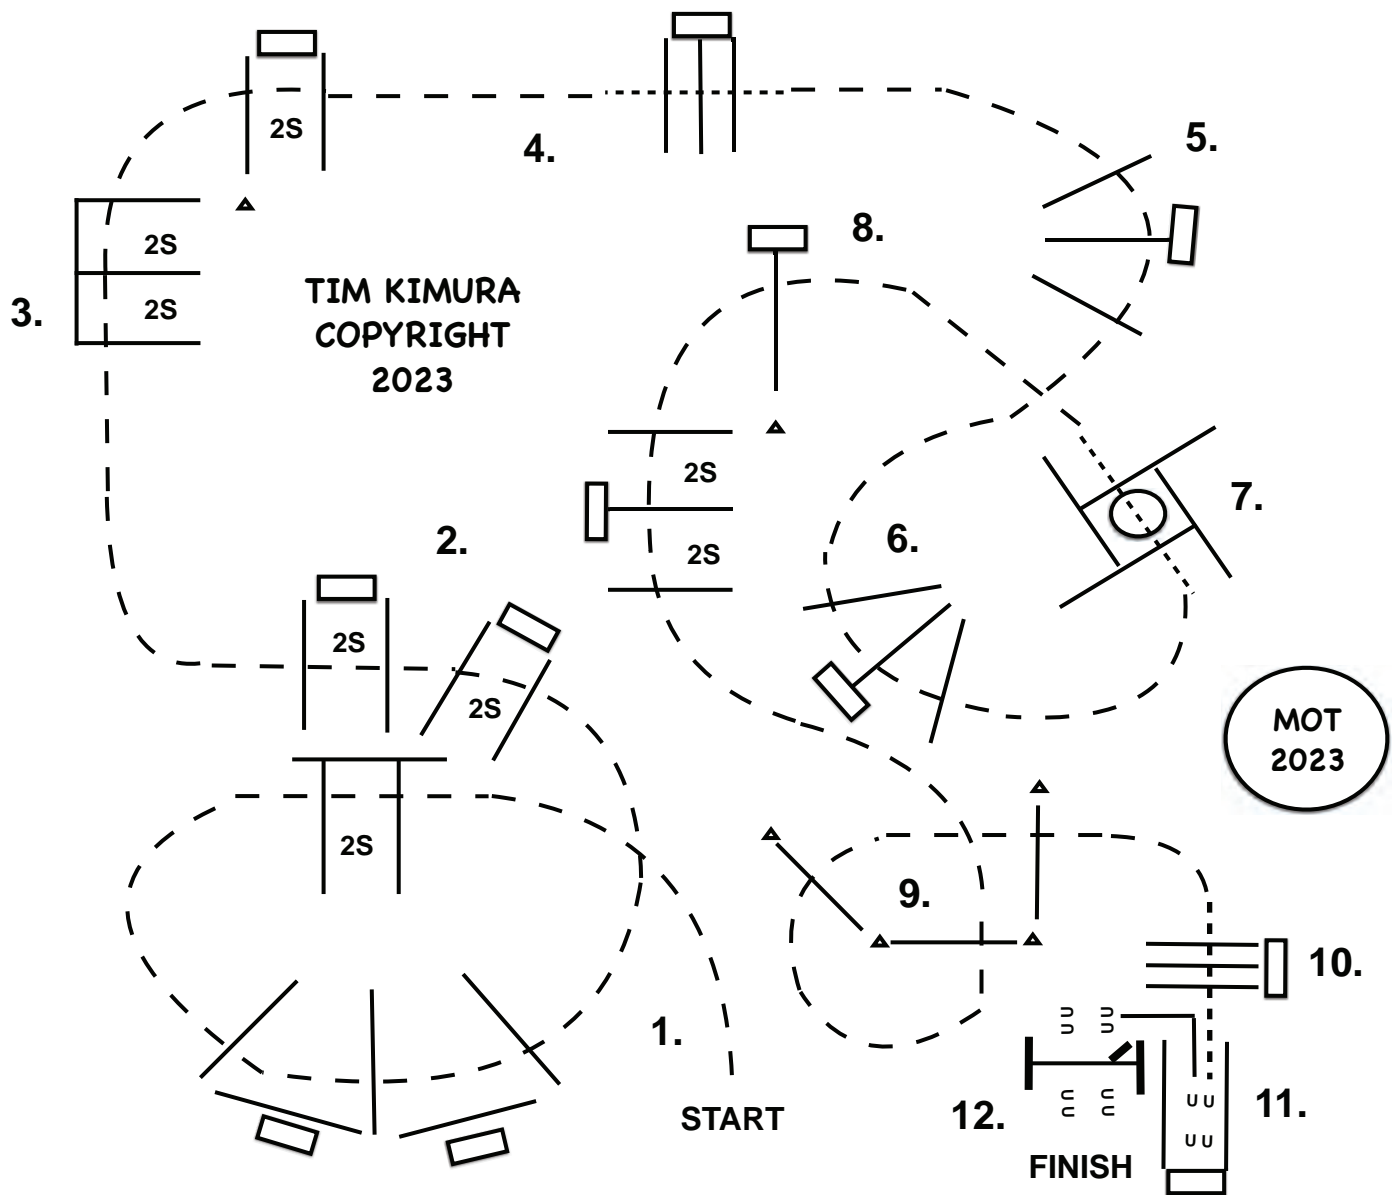 2S
4.
5.
8.
2S
2S
3.
TIM KIMURA
COPYRIGHT
2023
2S
2S
7.
6.
2.
2S
2S
MOT
2023
2S
9.
10.
1.
START
12.
11.
FINISH